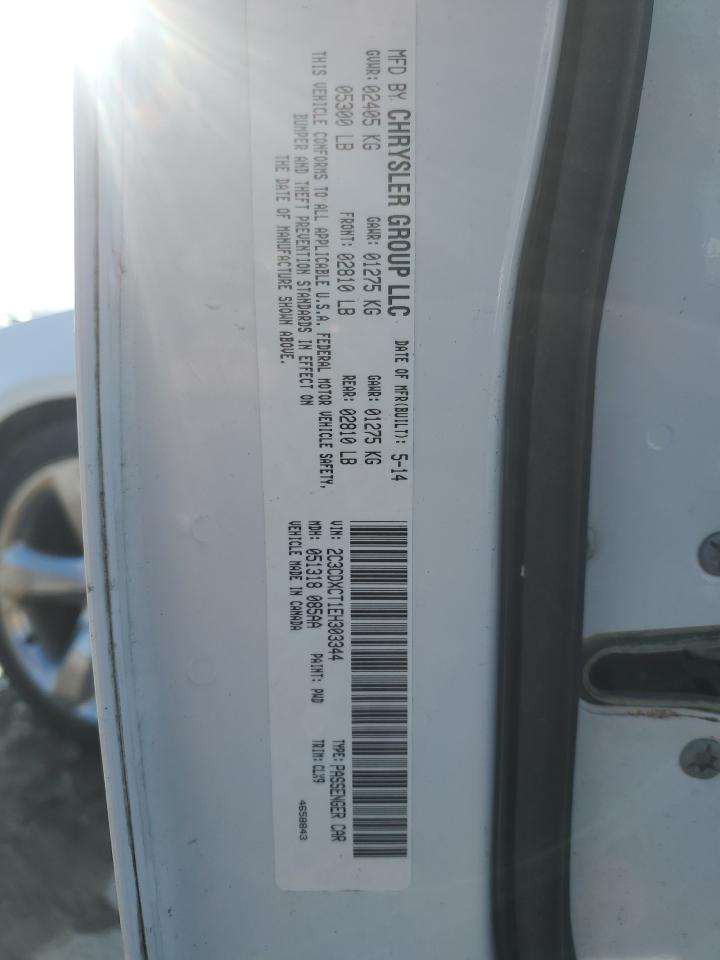 MFD BY CHRYSLER GROUP LLC DATE OF MFR(BUILT): 5-14
GVWR: 02405 KG GAWR: 01275 KG GAWR: 01275 KG
05300 LB FRONT: 02810 LB REAR: 02810 LB
THIS VEHICLE CONFORMS TO ALL APPLICABLE U.S.A. FEDERAL MOTOR VEHICLE SAFETY,
BUMPER AND THEFT PREVENTION STANDARDS IN EFFECT ON
THE DATE OF MANUFACTURE SHOWN ABOVE.
VIN: 2C3CDXCT1EH303344 TYPE: PASSENGER CAR
MDH: 051318 085AA PAINT: PWD TRIM: CLX9
VEHICLE MADE IN CANADA 4658843